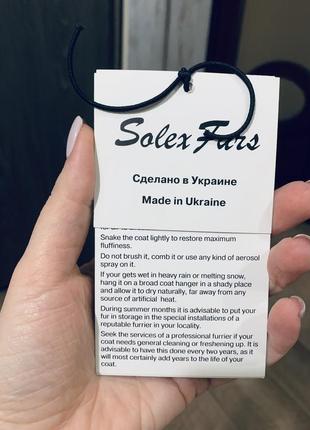 Solex Furs
Сделано в Украине
Made in Ukraine
Snake the coat lightly to restore maximum
fluffiness.
Do not brush it, comb it or use any kind of aerosol
spray on it.
If your gets wet in heavy rain or melting snow,
hang it on a broad coat hanger in a shady place
and allow it to dry naturally, far away from any
source of artificial heat.
During summer months it is advisable to put your
fur in storage in the special installations of a
reputable furrier in your locality.
Seek the services of a professional furrier if your
coat needs general cleaning or freshening up. It is
advisable to have this done every two years, as it
will most certainly add years to the life of your
coat.